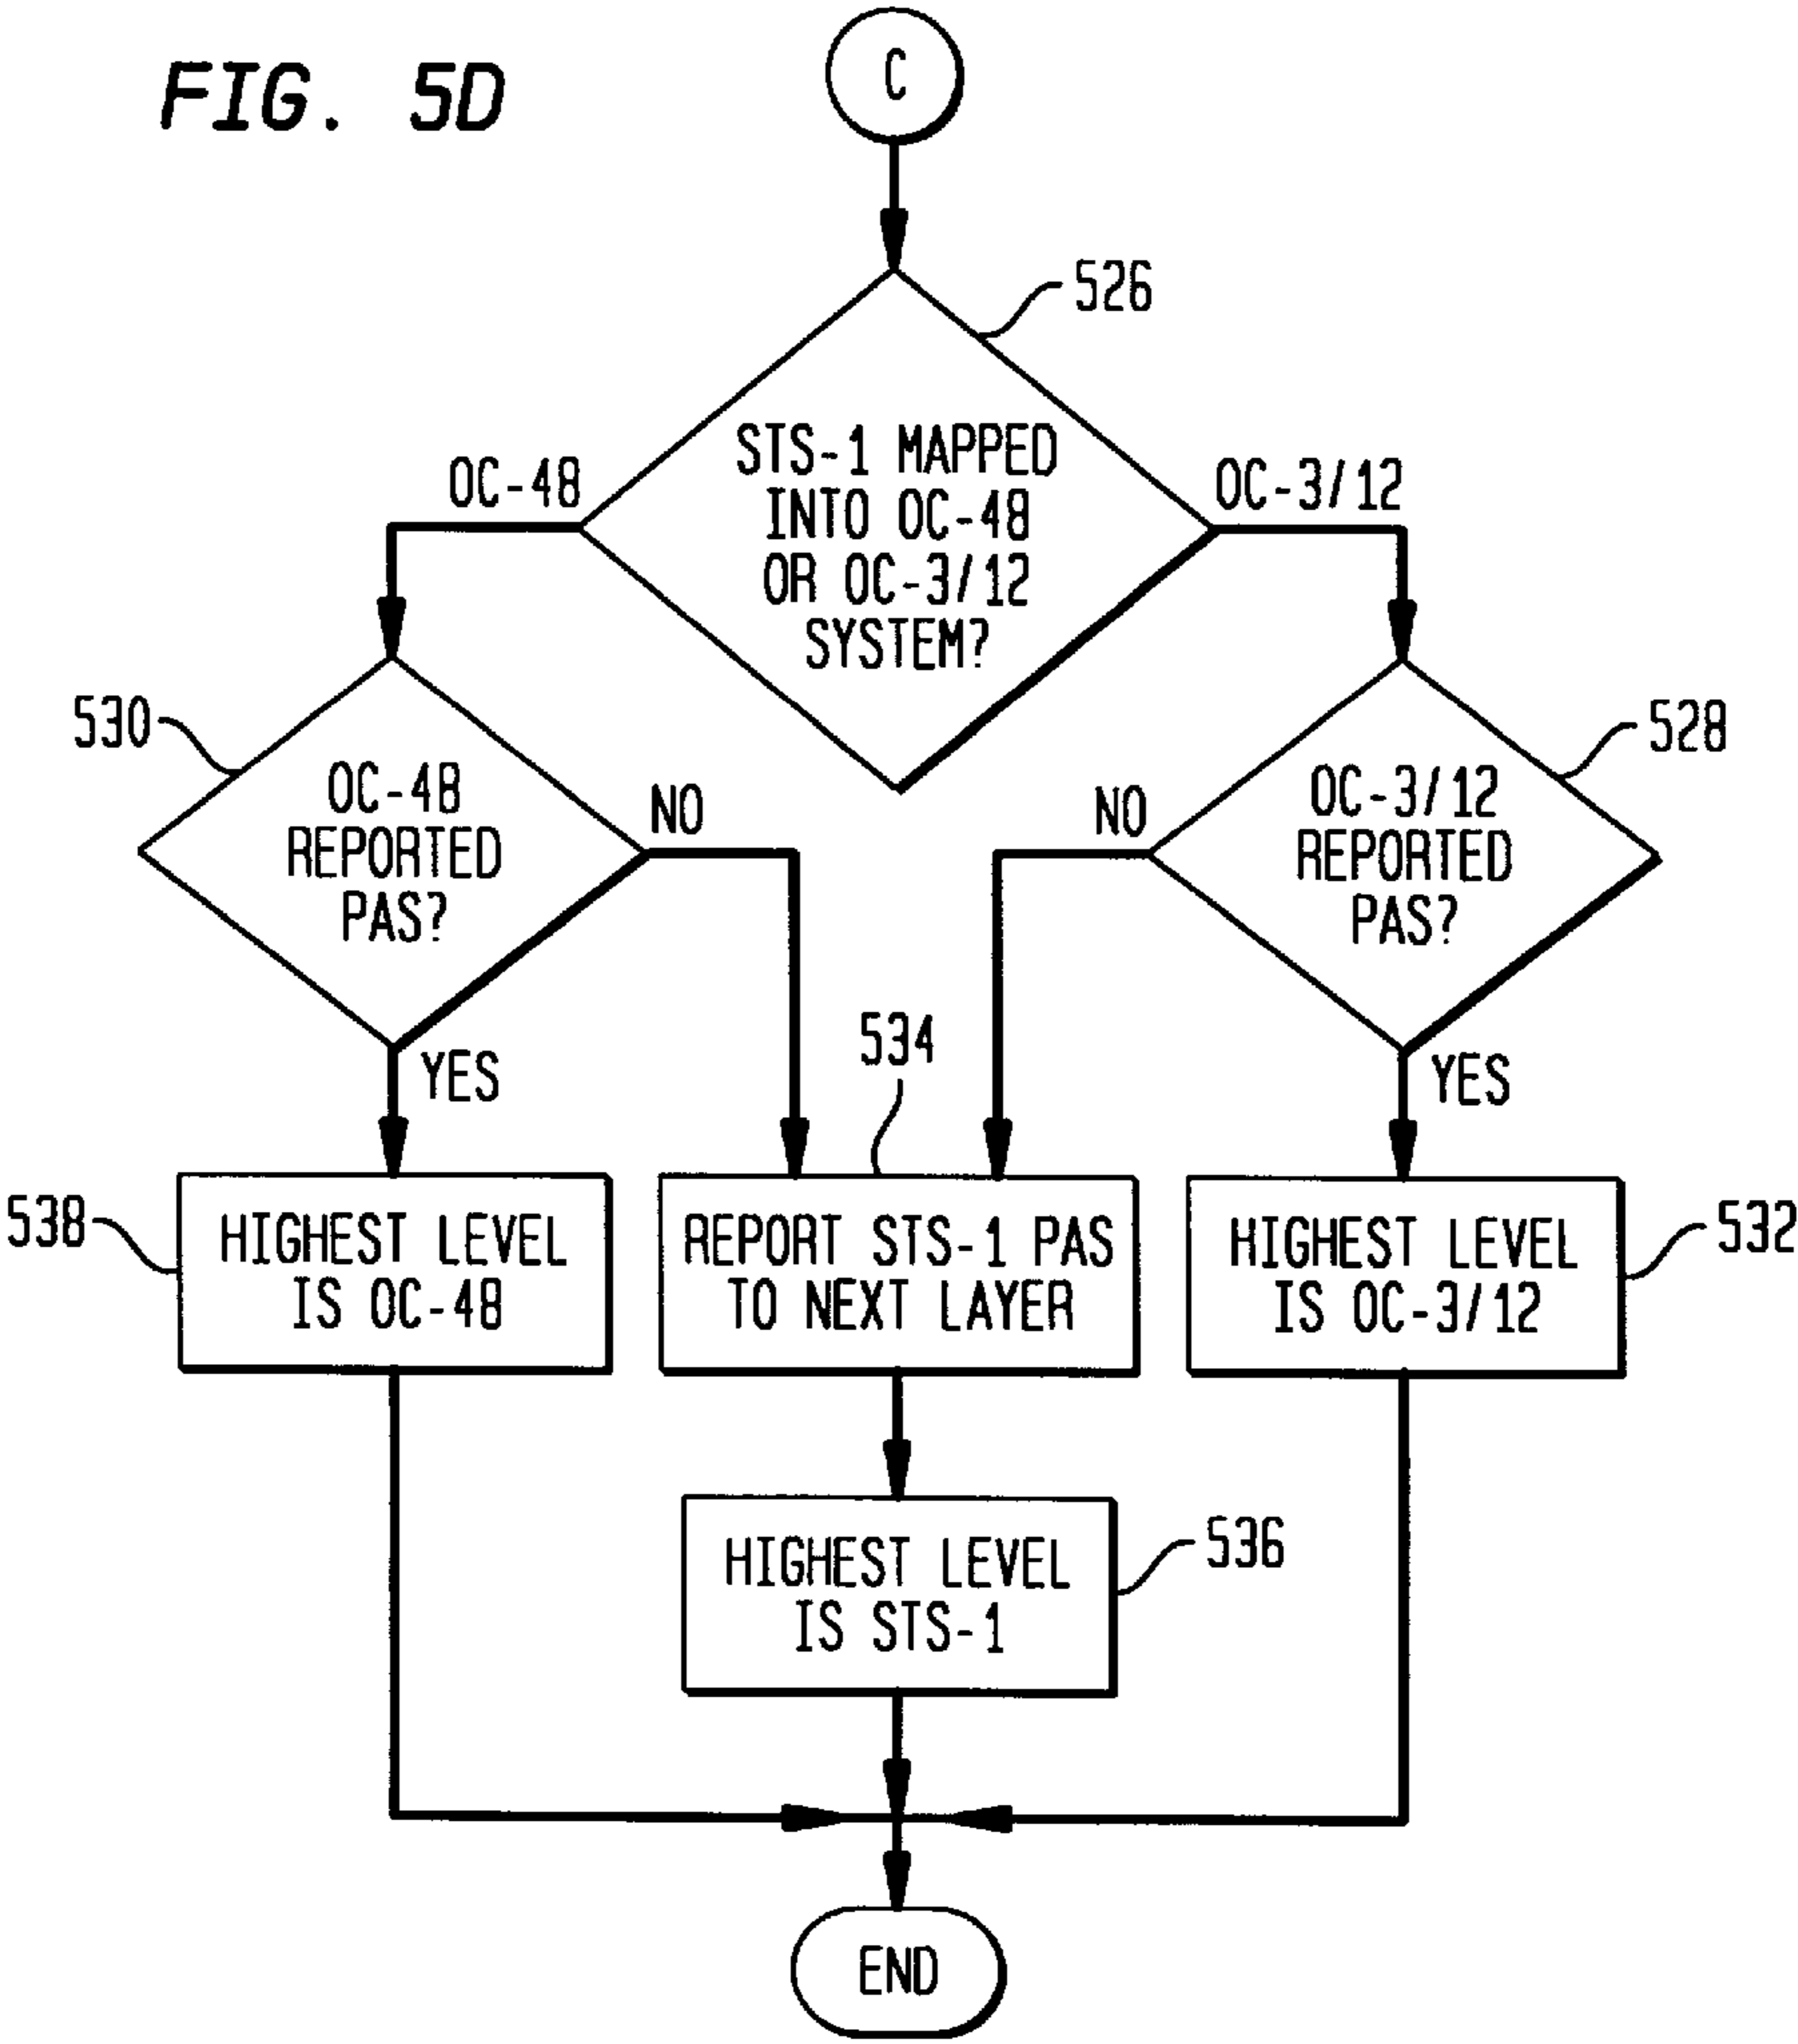 FIG. 5D
C
526
STS-1 MAPPED
INTO OC-48
OR OC-3/12
SYSTEM?
OC-48
OC-3/12
530
OC-48
REPORTED
PAS?
NO
YES
528
OC-3/12
REPORTED
PAS?
NO
YES
534
538
HIGHEST LEVEL
IS OC-48
REPORT STS-1 PAS
TO NEXT LAYER
HIGHEST LEVEL
IS OC-3/12
532
HIGHEST LEVEL
IS STS-1
536
END